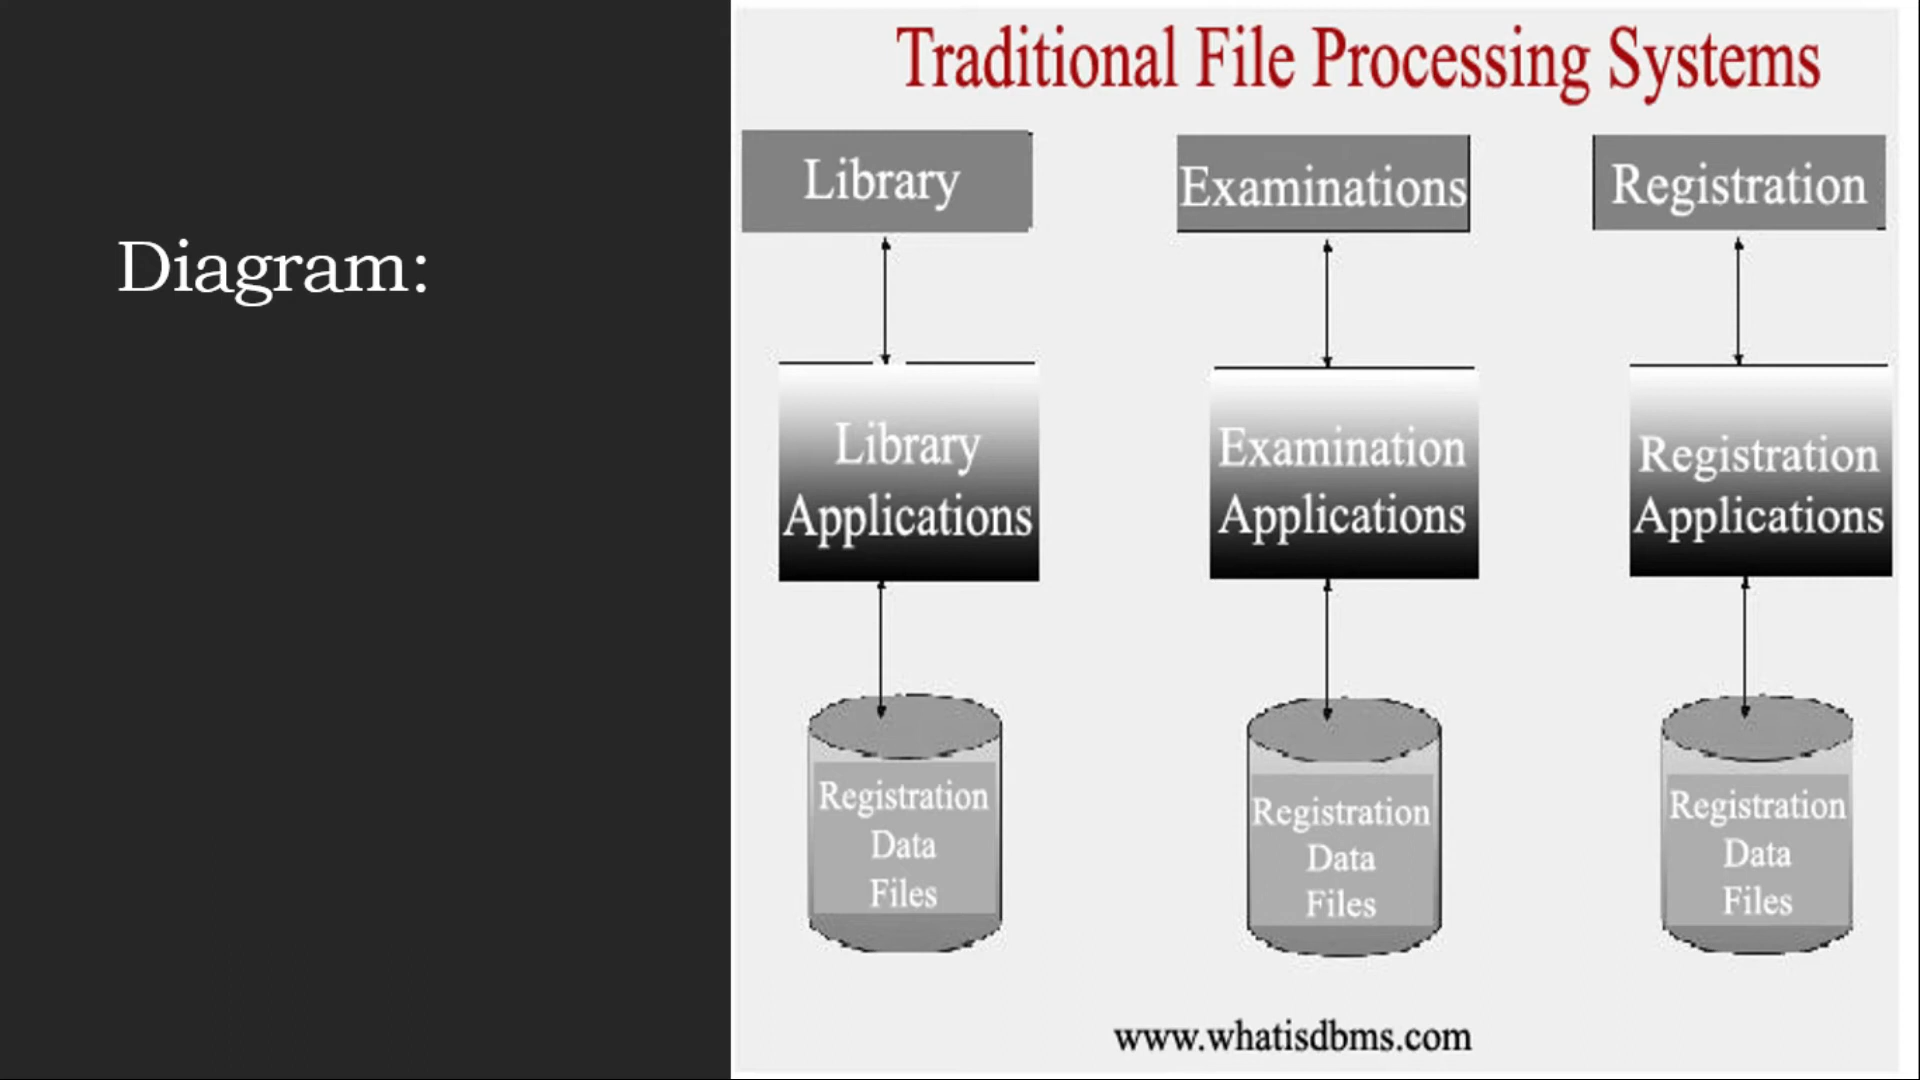 Diagram:
Traditional File Processing Systems
Library
Examinations
Registration
Library
Applications
Examination
Applications
Registration
Applications
Registration
Data
Files
Registration
Data
Files
Registration
Data
Files
www.whatisdbms.com